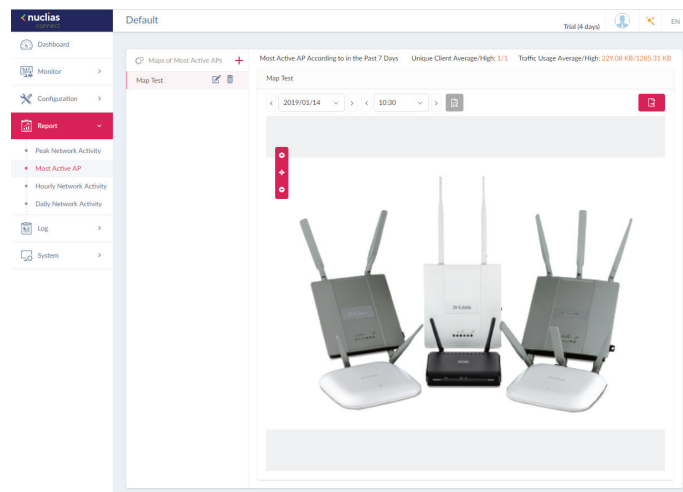 nuclias
connect
Default
Trial (4 days)
EN
Dashboard
Monitor
Configuration
Report
Peak Network Activity
Most Active AP
Hourly Network Activity
Daily Network Activity
Log
System
Maps of Most Active APs
Map Test
Most Active AP According to in the Past 7 Days Unique Client Average/High: 1/1 Traffic Usage Average/High: 229.08 KB/1285.31 KB
Map Test
2019/01/14 10:30
D-Link